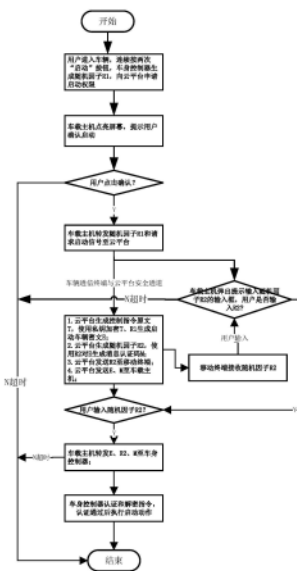 开始
用户进入车辆，连续按两次
“启动”按钮，车身控制器生
成随机因子R1，向云平台申请
启动权限
车载主机点亮屏幕，提示用户
确认启动
用户点击确认？
Y
车载主机转发随机因子R1和请
求启动信号至云平台
车辆通信终端与云平台安全通道
N超时
车载主机弹出提示输入随机因
子R2的输入框，用户是否输
入R2？
用户输入
移动终端接收随机因子R2
1. 云平台生成控制指令原文
T，使用私钥加密T、R1生成启
动车辆密文E；
2. 云平台生成随机因子R2，使
用R2对E生成消息认证码M；
3. 云平台发送R2至移动终端；
4. 云平台发送E、M至车载主
机；
N超时
用户输入随机因子R2？
Y
N超时
车载主机转发E、R2、M至车身
控制器；
车身控制器认证和解密指令，
认证通过后执行启动动作
结束